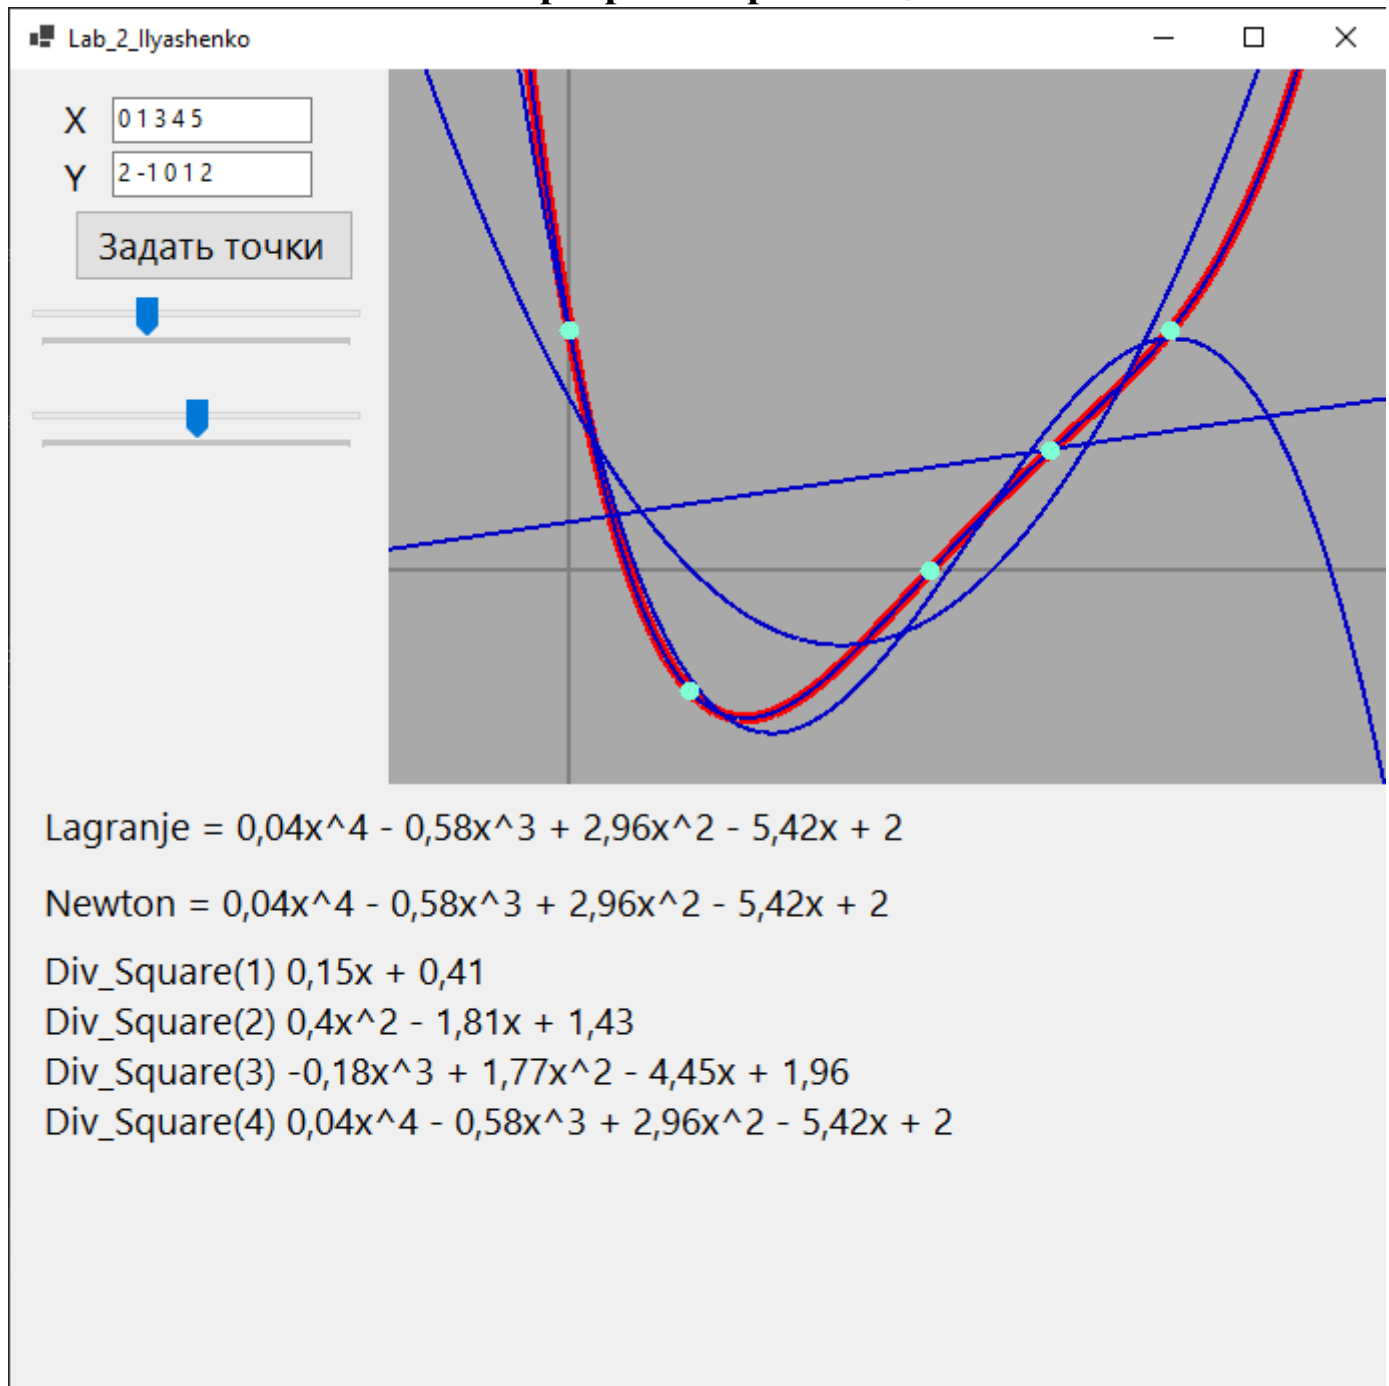 Lab_2_Ilyashenko
X 0 1 3 4 5
Y 2 -1 0 1 2
Задать точки
Lagranje = 0,04x^4 - 0,58x^3 + 2,96x^2 - 5,42x + 2
Newton = 0,04x^4 - 0,58x^3 + 2,96x^2 - 5,42x + 2
Div_Square(1) 0,15x + 0,41
Div_Square(2) 0,4x^2 - 1,81x + 1,43
Div_Square(3) -0,18x^3 + 1,77x^2 - 4,45x + 1,96
Div_Square(4) 0,04x^4 - 0,58x^3 + 2,96x^2 - 5,42x + 2